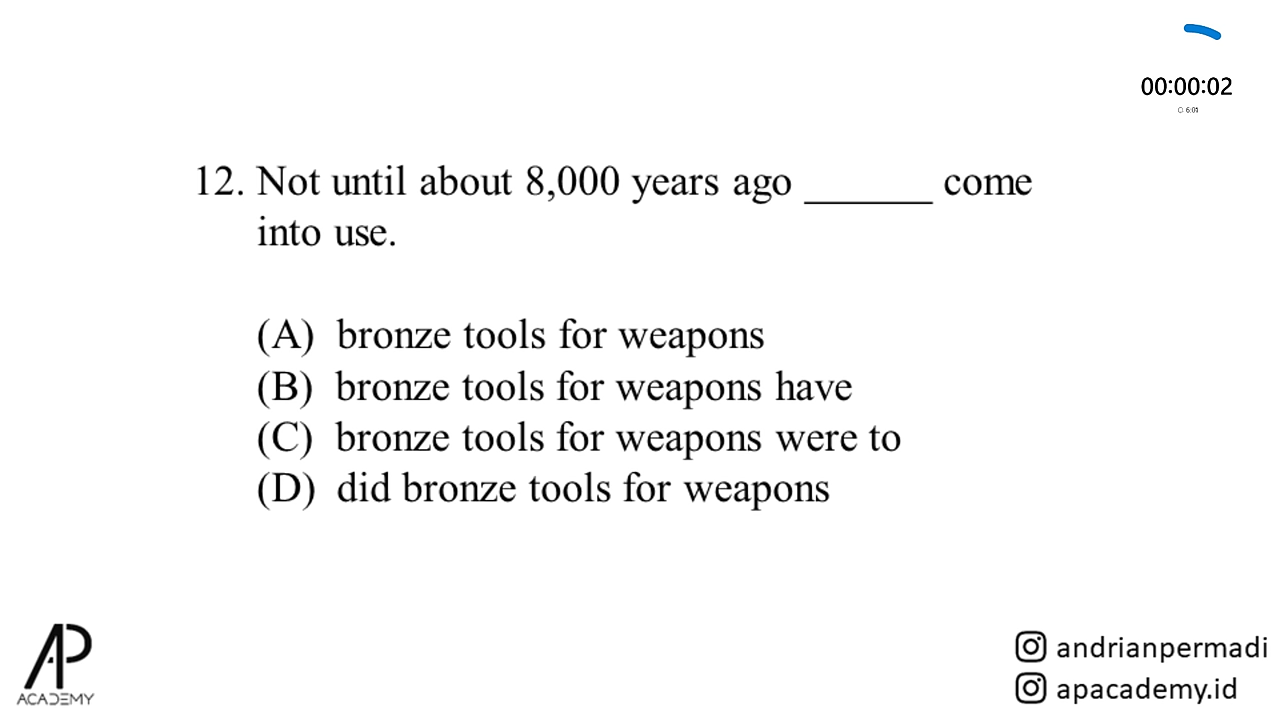 00:00:02
12. Not until about 8,000 years ago ______ come
into use.
(A) bronze tools for weapons
(B) bronze tools for weapons have
(C) bronze tools for weapons were to
(D) did bronze tools for weapons
AP
ACADEMY
andrianpermadi
apacademy.id